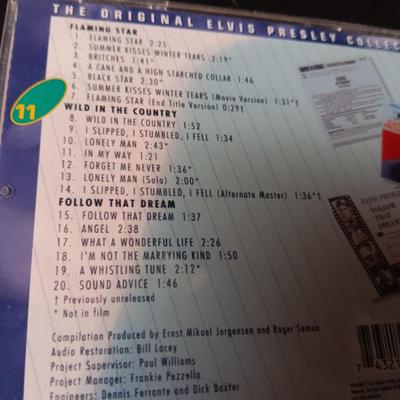 THE ORIGINAL ELVIS PRESLEY COLLEC
FLAMING STAR
1. FLAMING STAR 2:25
2. SUMMER KISSES WINTER TEARS 2:19*
3. BRITCHES 1:41*
4. A CANE AND A HIGH STARCHED COLLAR 1:46
5. BLACK STAR 2:30*
6. SUMMER KISSES WINTER TEARS (Movie Version) 1:31*†
7. FLAMING STAR (End Title Version) 0:29†
11
WILD IN THE COUNTRY
8. WILD IN THE COUNTRY 1:52
9. I SLIPPED, I STUMBLED, I FELL 1:34
10. LONELY MAN 2:43*
11. IN MY WAY 1:21
12. FORGET ME NEVER 1:36*
13. LONELY MAN (Solo) 2:00*
14. I SLIPPED, I STUMBLED, I FELL (Alternate Master) 1:36*†
FOLLOW THAT DREAM
15. FOLLOW THAT DREAM 1:37
16. ANGEL 2:38
17. WHAT A WONDERFUL LIFE 2:26
18. I'M NOT THE MARRYING KIND 1:50
19. A WHISTLING TUNE 2:12*
20. SOUND ADVICE 1:46
† Previously unreleased
* Not in film
Compilation Produced by Ernst Mikael Jorgensen and Roger Semon
Audio Restoration: Bill Lacey
Project Supervisor: Paul Williams
Project Manager: Frankie Pezzella
Engineers: Dennis Ferrante and Dick Baxter
ELVIS PRESLEY
FOLLOW
THAT
DREAM
7 4321